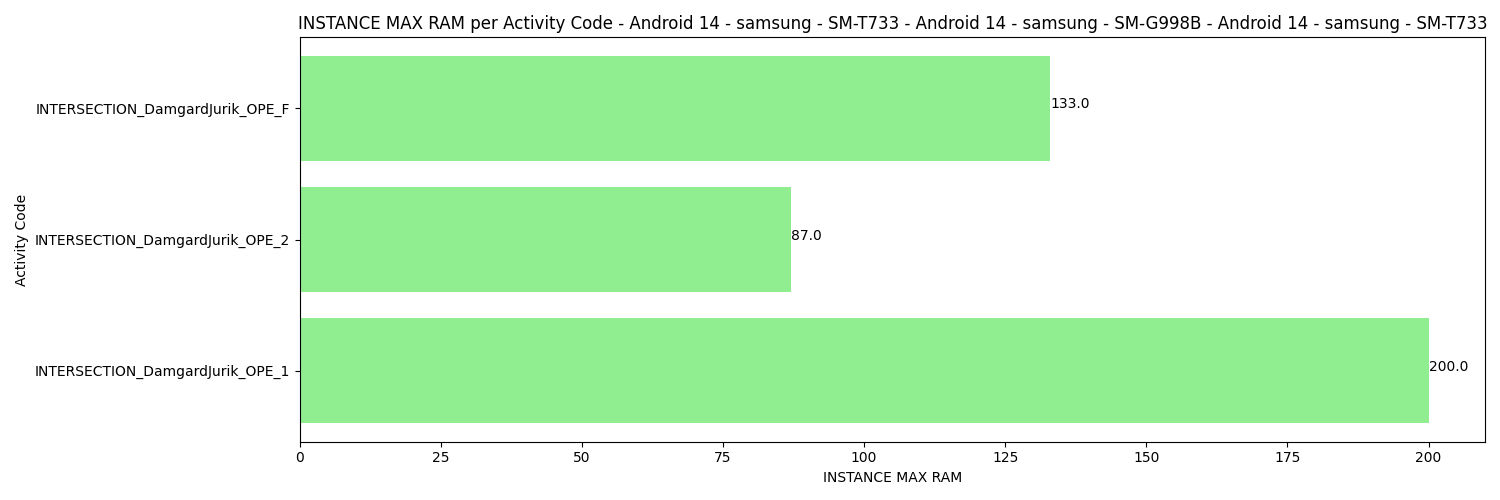 INSTANCE MAX RAM per Activity Code - Android 14 - samsung - SM-T733 - Android 14 - samsung - SM-G998B - Android 14 - samsung - SM-T733
Activity Code
INTERSECTION_DamgardJurik_OPE_F
133.0
INTERSECTION_DamgardJurik_OPE_2
87.0
INTERSECTION_DamgardJurik_OPE_1
200.0
0 25 50 75 100 125 150 175 200
INSTANCE MAX RAM